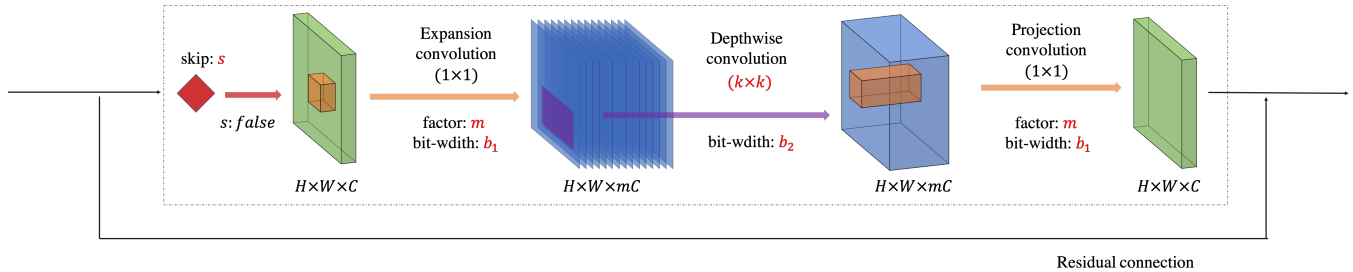 skip: s
s: false
H×W×C
Expansion
convolution
(1×1)
factor: m
bit-wdith: b₁
H×W×mC
Depthwise
convolution
(k×k)
bit-wdith: b₂
H×W×mC
Projection
convolution
(1×1)
factor: m
bit-width: b₁
H×W×C
Residual connection